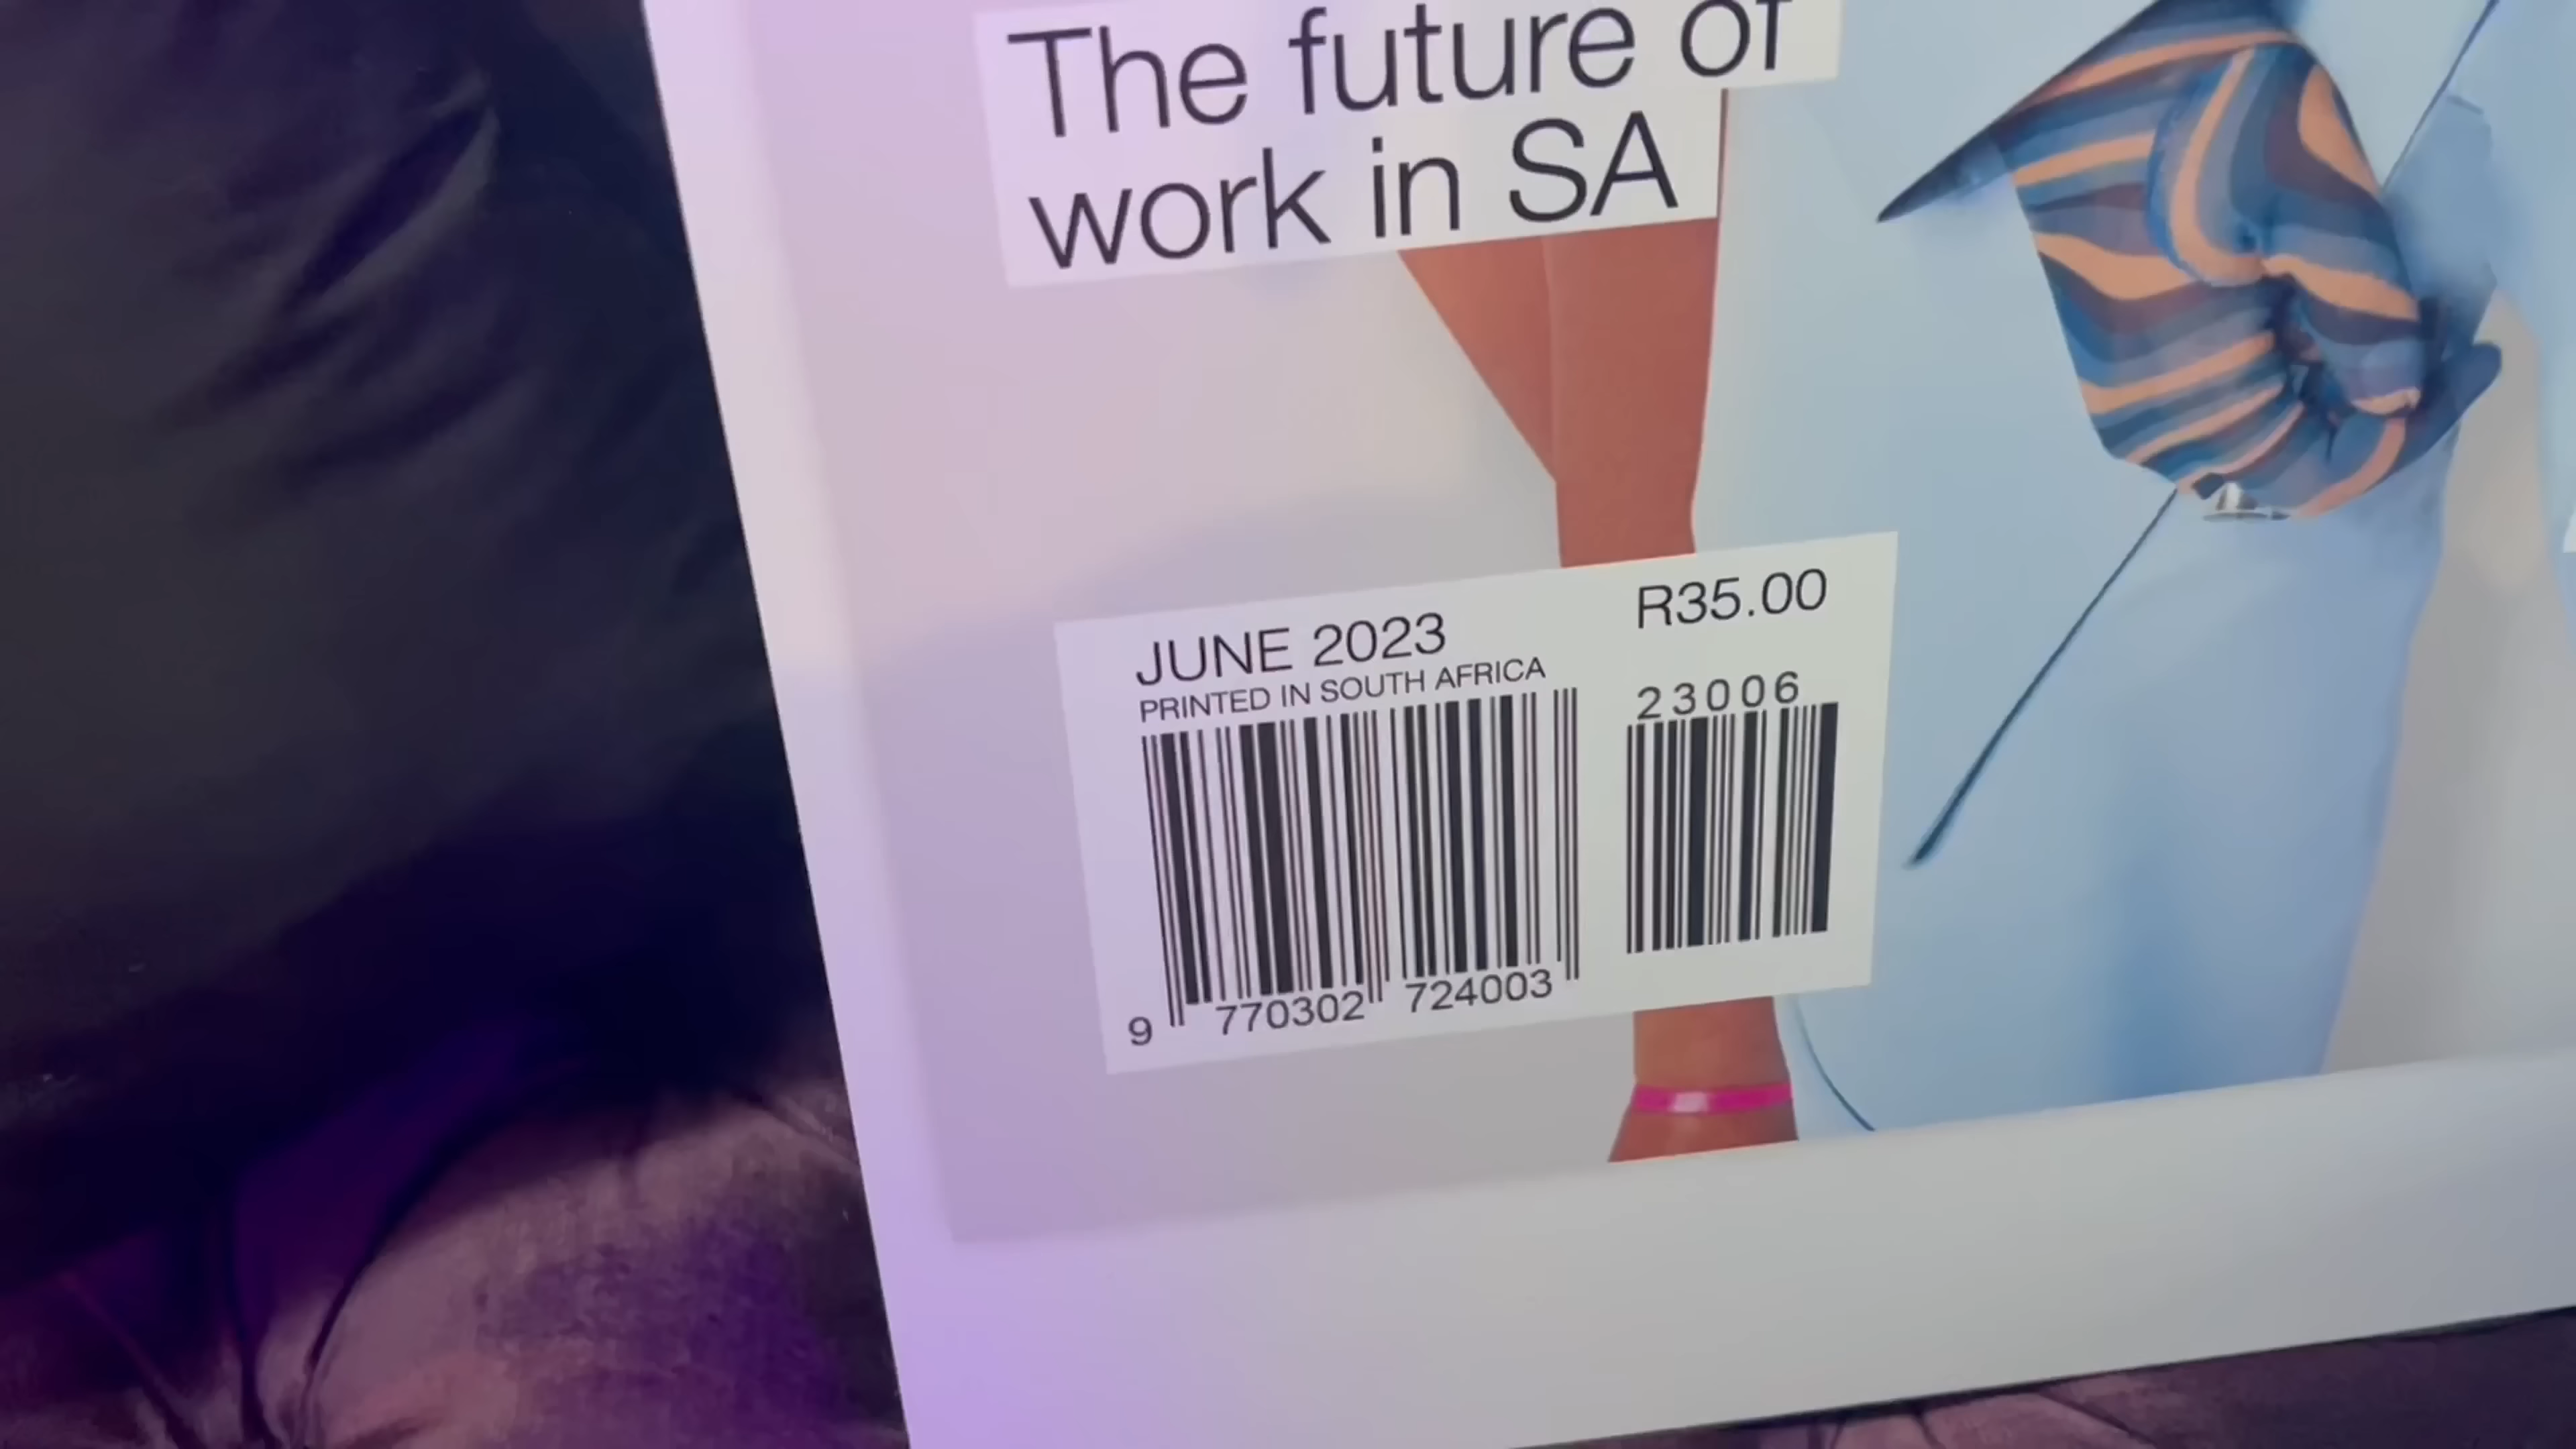 The future of
work in SA
JUNE 2023
R35.00
PRINTED IN SOUTH AFRICA
23006
9 770302 724003